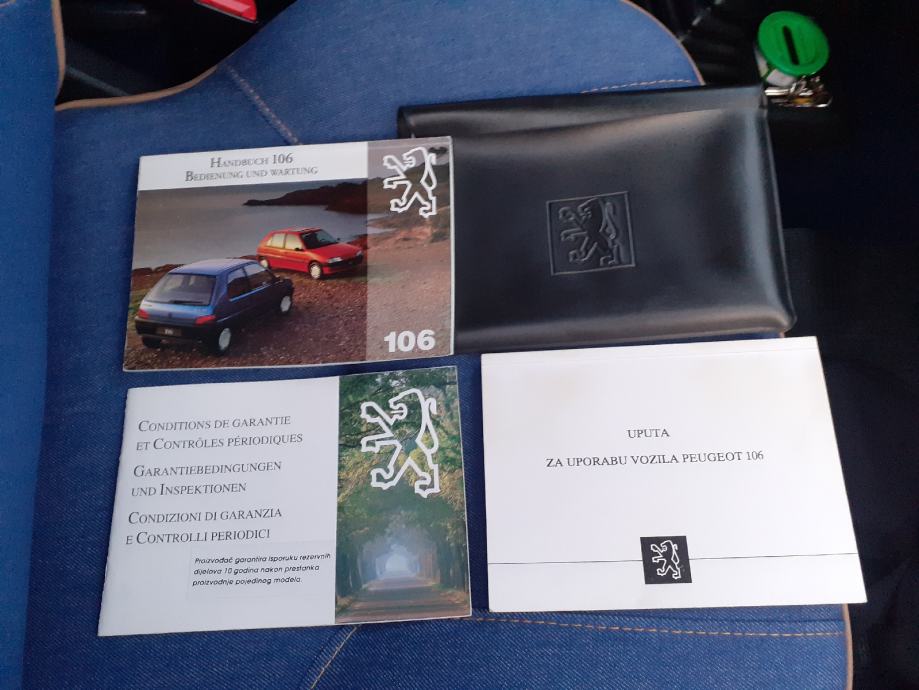 HANDBUCH 106
BEDIENUNG UND WARTUNG
106
CONDITIONS DE GARANTIE
ET CONTRÔLES PÉRIODIQUES
GARANTIEBEDINGUNGEN
UND INSPEKTIONEN
CONDIZIONI DI GARANZIA
E CONTROLLI PERIODICI
Proizvođač garantira isporuku rezervnih
dijelova 10 godina nakon prestanka
proizvodnje pojedinog modela.
UPUTA
ZA UPORABU VOZILA PEUGEOT 106